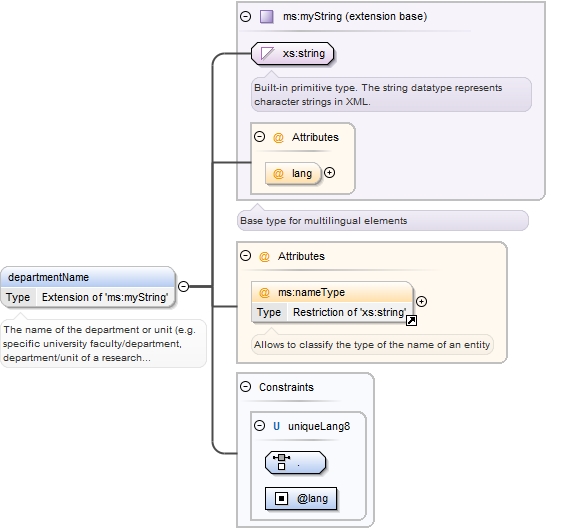 ms:myString (extension base)
xs:string
Built-in primitive type. The string datatype represents
character strings in XML.
@ Attributes
@ lang
Base type for multilingual elements
departmentName
Type Extension of 'ms:myString'
The name of the department or unit (e.g.
specific university faculty/department,
department/unit of a research...
@ Attributes
@ ms:nameType
Type Restriction of 'xs:string'
Allows to classify the type of the name of an entity
Constraints
U uniqueLang8
.
@lang